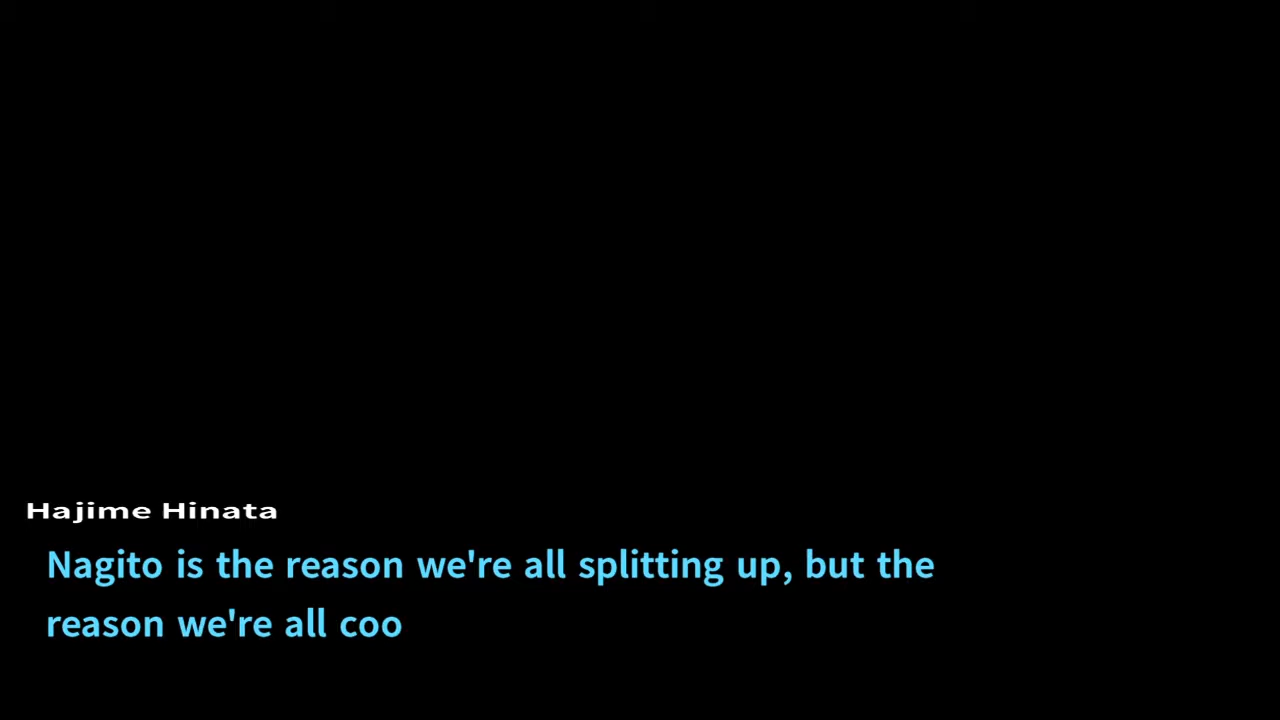 Hajime Hinata
Nagito is the reason we're all splitting up, but the
reason we're all coo